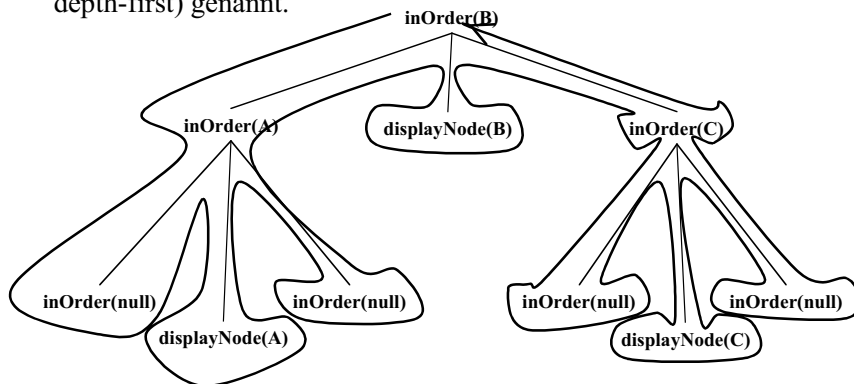 depth-first) genannt.
inOrder(B)
inOrder(A)
displayNode(B)
inOrder(C)
inOrder(null)
inOrder(null)
inOrder(null)
inOrder(null)
displayNode(A)
displayNode(C)